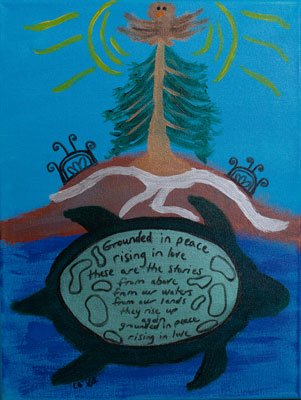 Grounded in peace
rising in love
these are the stories
from above
from our waters
from our lands
they rise up
again
grounded in peace
rising in love